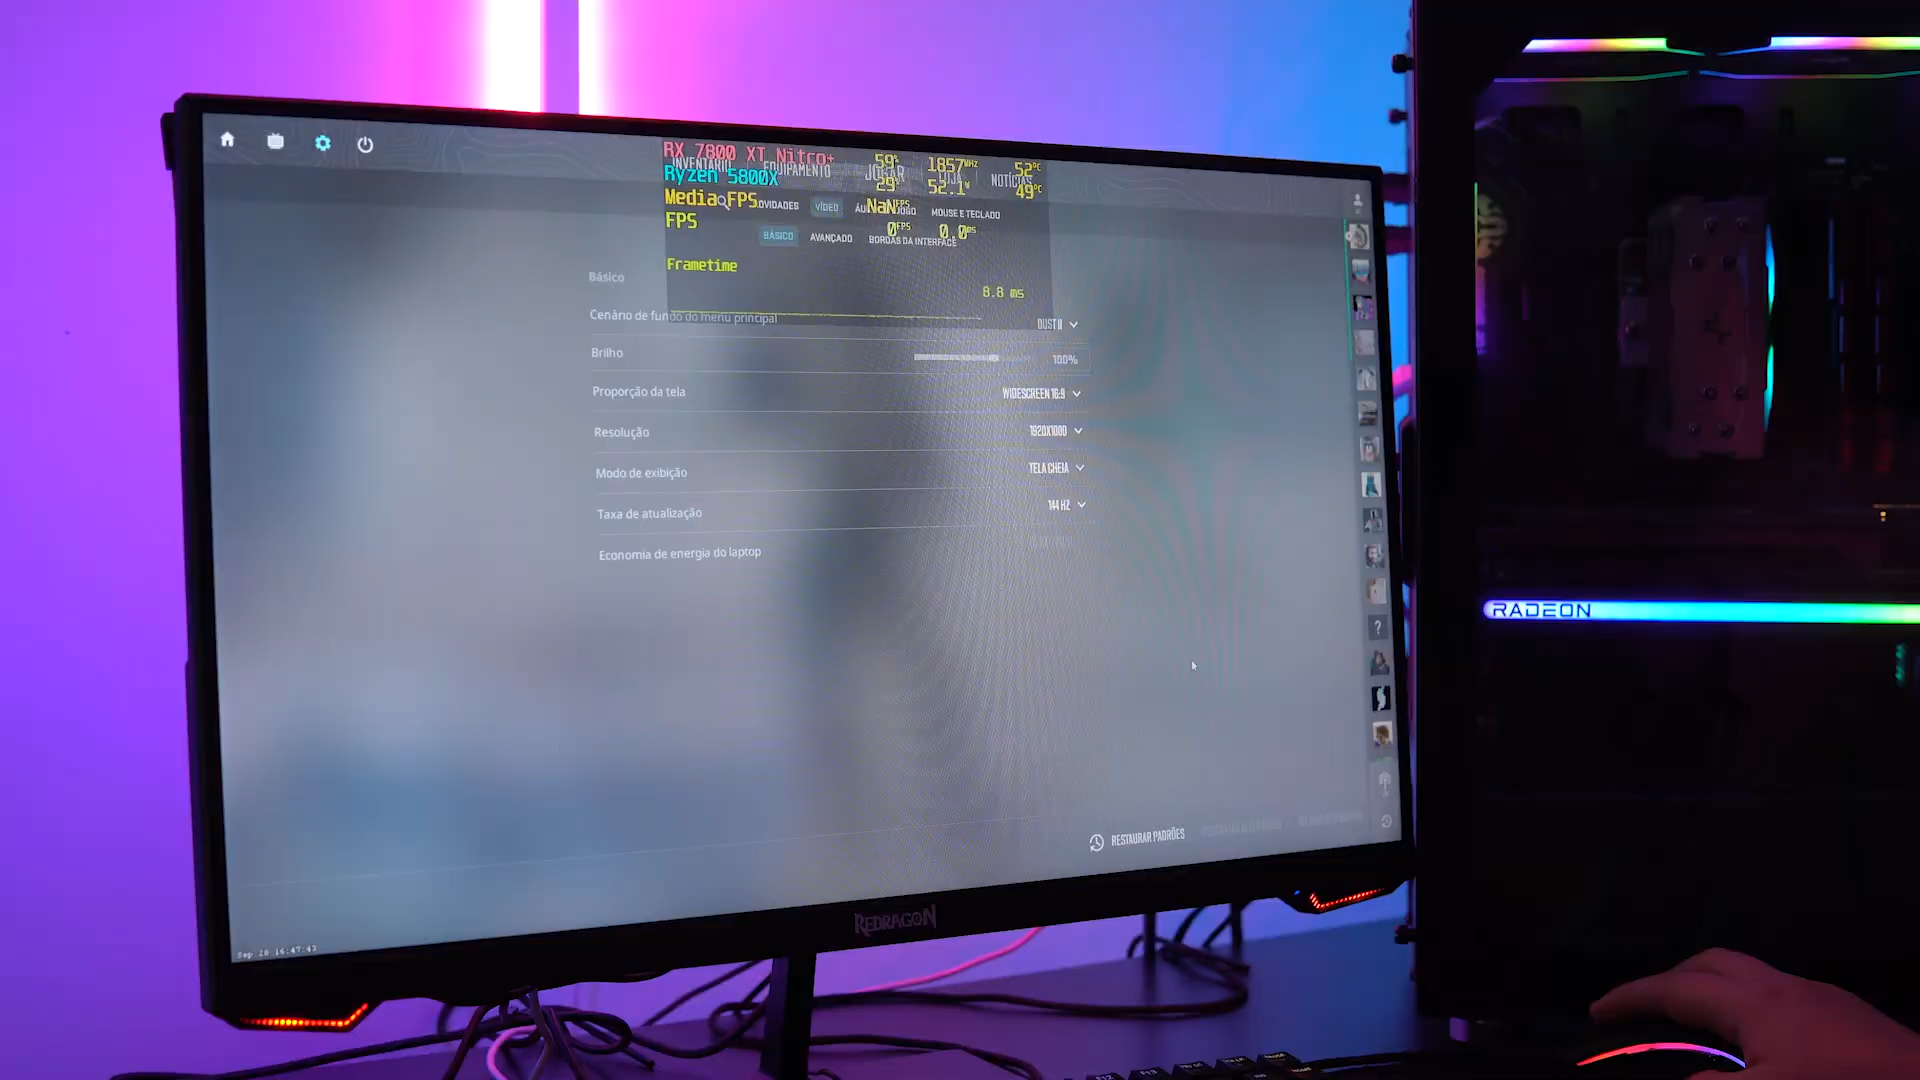 RX 7800 XT Nitro+ 59% 1857MHz 52°C
INVENTÁRIO EQUIPAMENTO JOGAR LOJA NOTÍCIAS
Ryzen 5800X 29% 52.1W 49°C
Media FPS NaN FPS
VÍDEO JOGO MOUSE E TECLADO
FPS 0 FPS 0.0ms
BÁSICO AVANÇADO BORDAS DA INTERFACE
Frametime
8.8 ms
Básico
Cenário de fundo do menu principal DUST II
Brilho 100%
Proporção da tela WIDESCREEN 16:9
Resolução 1920X1080
Modo de exibição TELA CHEIA
Taxa de atualização 144 HZ
Economia de energia do laptop
RESTAURAR PADRÕES
REDRAGON
RADEON